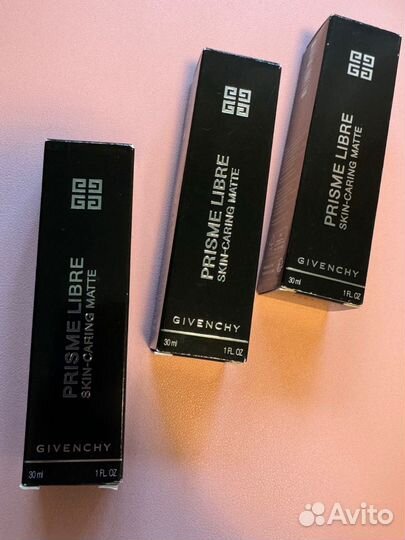 PRISME LIBRE
SKIN-CARING MATTE
GIVENCHY
30 ml 1 FL. OZ
PRISME LIBRE
SKIN-CARING MATTE
GIVENCHY
30 ml 1 FL. OZ
PRISME LIBRE
SKIN-CARING MATTE
GIVENCHY
30 ml 1 FL. OZ
Avito